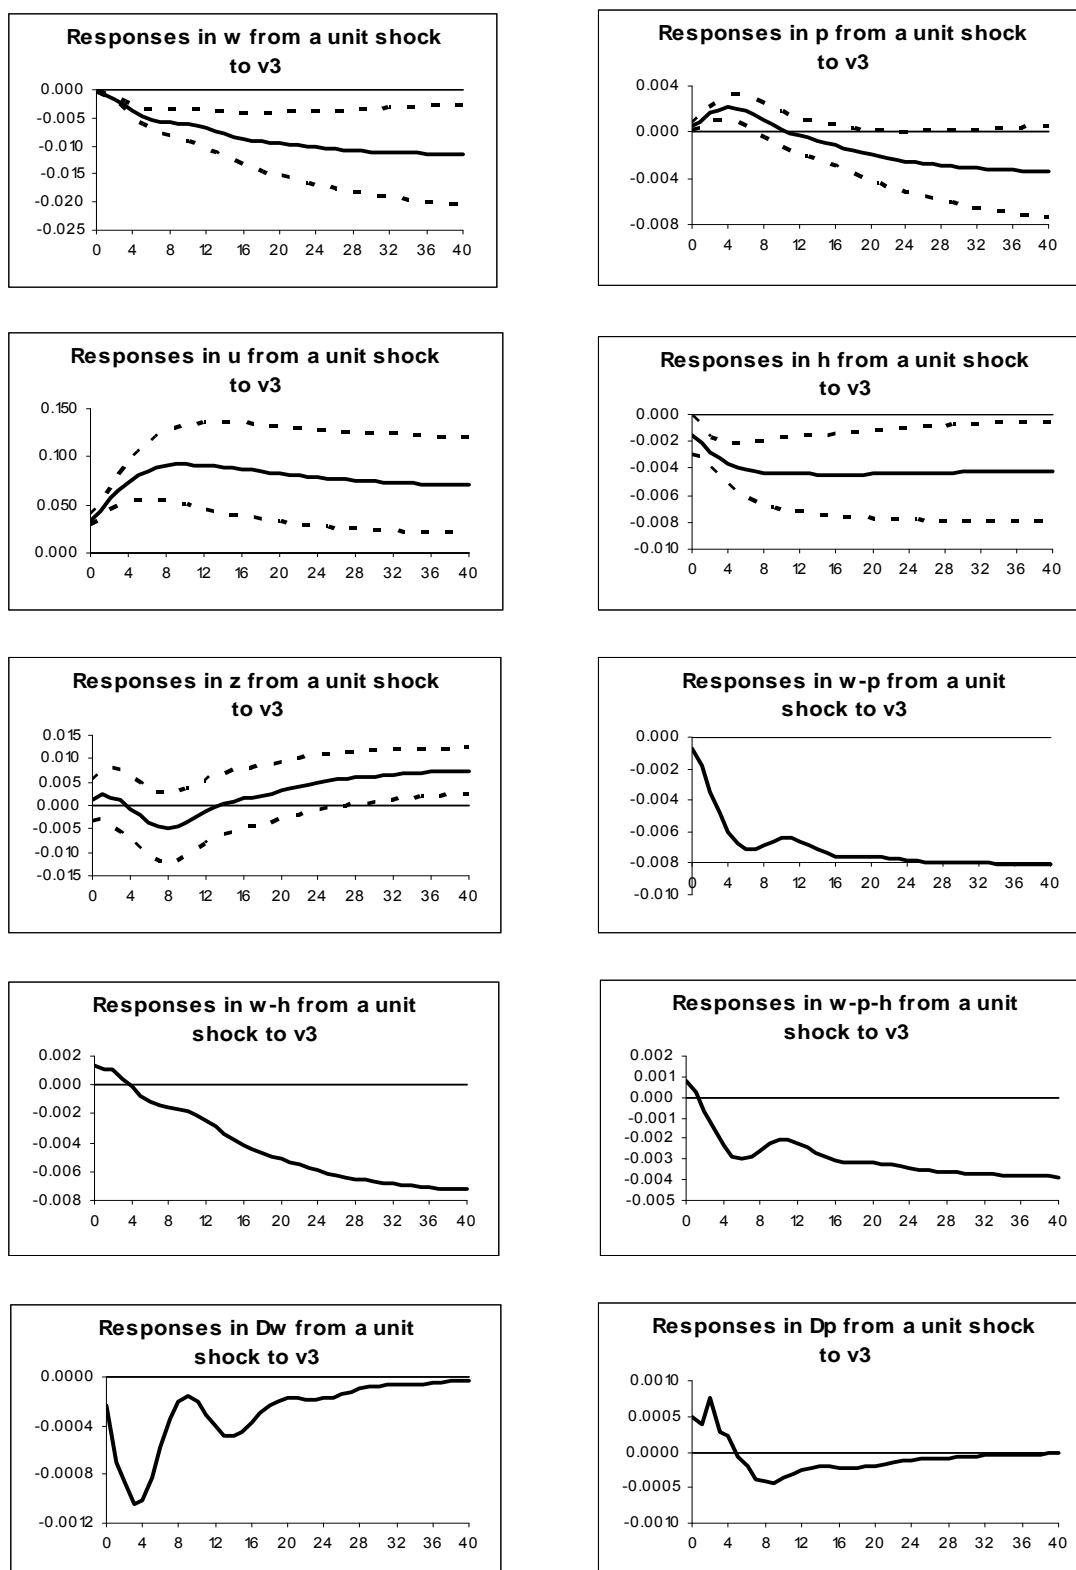 Responses in w from a unit shock
to v3
0.000
-0.005
-0.010
-0.015
-0.020
-0.025
0 4 8 12 16 20 24 28 32 36 40
Responses in p from a unit shock
to v3
0.004
0.000
-0.004
-0.008
0 4 8 12 16 20 24 28 32 36 40
Responses in u from a unit shock
to v3
0.150
0.100
0.050
0.000
0 4 8 12 16 20 24 28 32 36 40
Responses in h from a unit shock
to v3
0.000
-0.002
-0.004
-0.006
-0.008
-0.010
0 4 8 12 16 20 24 28 32 36 40
Responses in z from a unit shock
to v3
0.015
0.010
0.005
0.000
-0.005
-0.010
-0.015
0 4 8 12 16 20 24 28 32 36 40
Responses in w-p from a unit
shock to v3
0.000
-0.002
-0.004
-0.006
-0.008
-0.010
0 4 8 12 16 20 24 28 32 36 40
Responses in w-h from a unit
shock to v3
0.002
0.000
-0.002
-0.004
-0.006
-0.008
0 4 8 12 16 20 24 28 32 36 40
Responses in w-p-h from a unit
shock to v3
0.002
0.001
0.000
-0.001
-0.002
-0.003
-0.004
-0.005
0 4 8 12 16 20 24 28 32 36 40
Responses in Dw from a unit
shock to v3
0.0000
-0.0004
-0.0008
-0.0012
0 4 8 12 16 20 24 28 32 36 40
Responses in Dp from a unit shock
to v3
0.0010
0.0005
0.0000
-0.0005
-0.0010
0 4 8 12 16 20 24 28 32 36 40